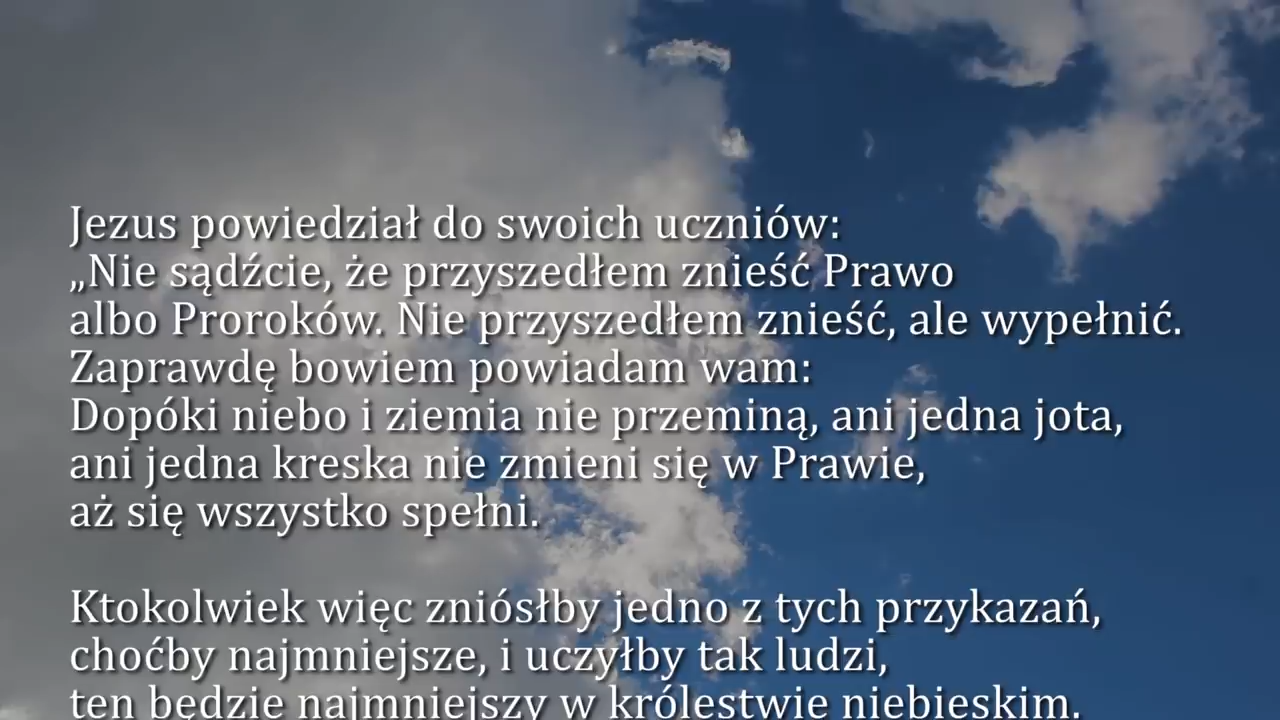 Jezus powiedział do swoich uczniów:
„Nie sądźcie, że przyszedłem znieść Prawo
albo Proroków. Nie przyszedłem znieść, ale wypełnić.
Zaprawdę bowiem powiadam wam:
Dopóki niebo i ziemia nie przeminą, ani jedna jota,
ani jedna kreska nie zmieni się w Prawie,
aż się wszystko spełni.
Ktokolwiek więc zniósłby jedno z tych przykazań,
choćby najmniejsze, i uczyłby tak ludzi,
ten będzie najmniejszy w królestwie niebieskim.